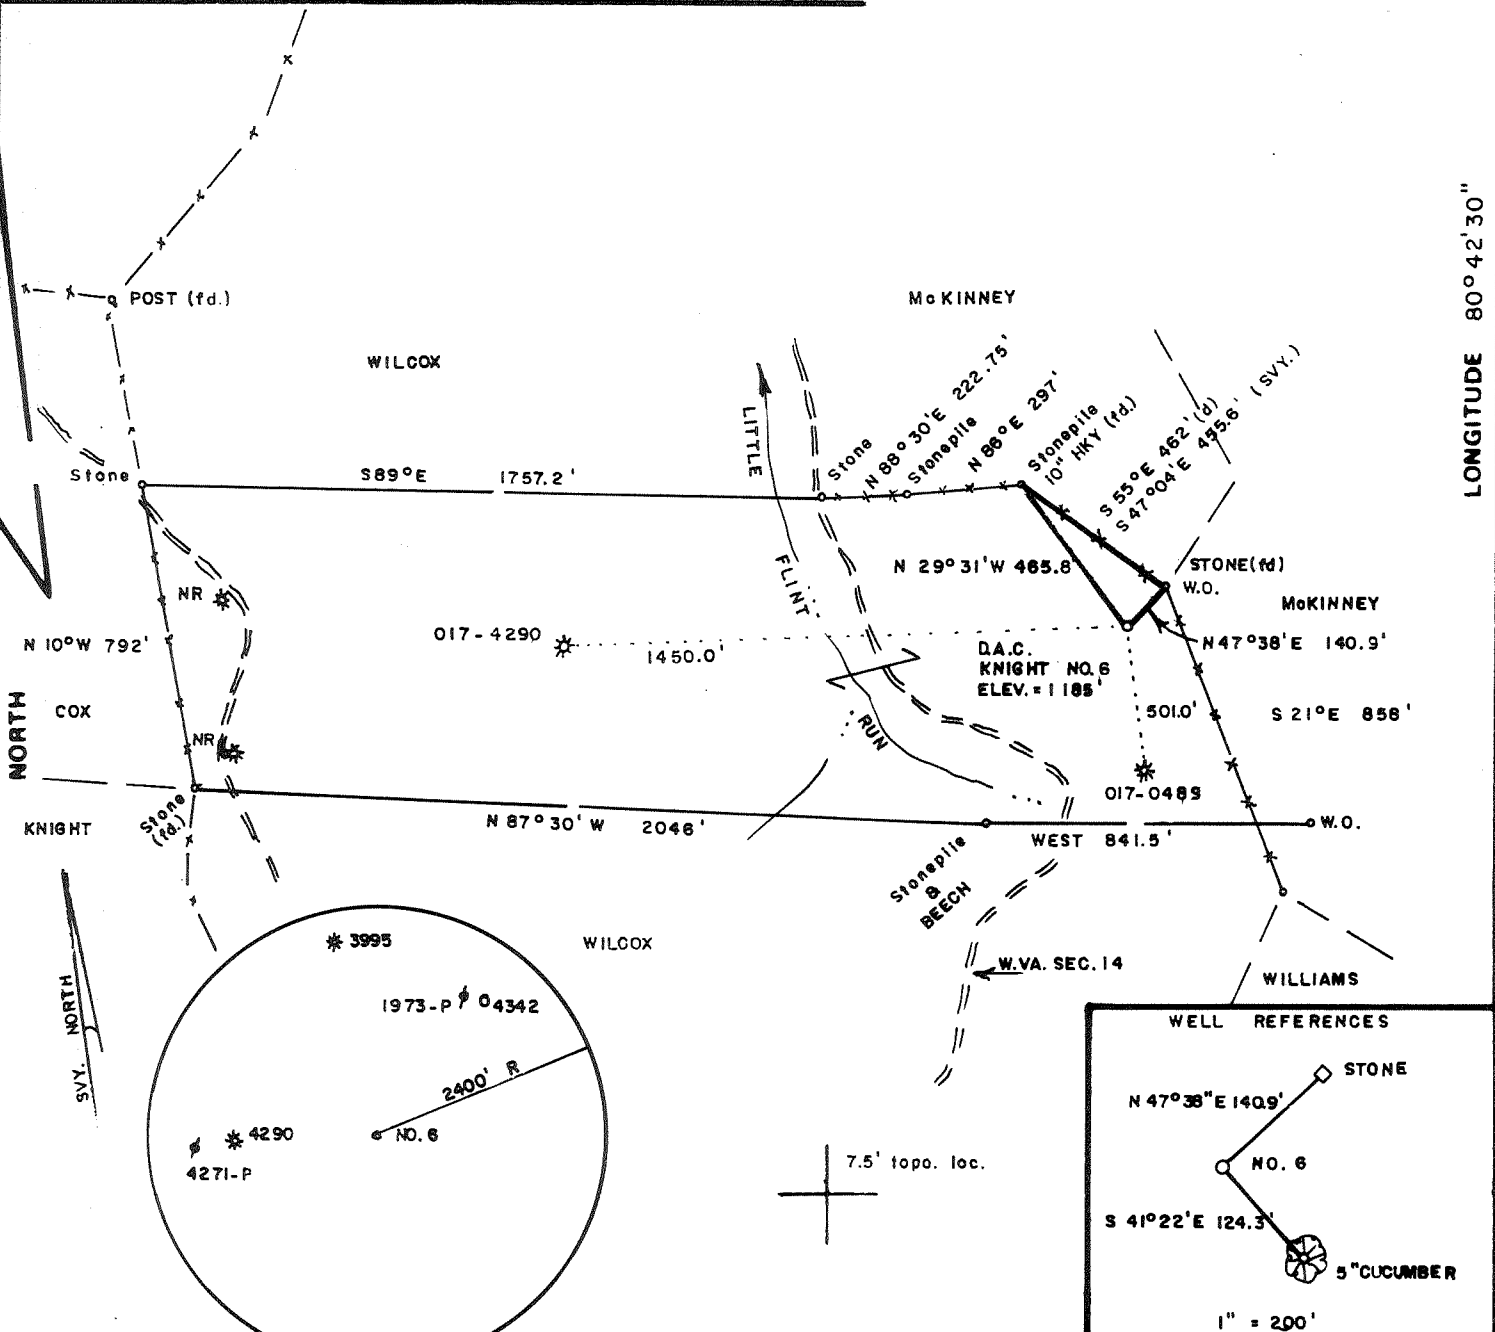 LONGITUDE 80°42'30"
POST (fd.)
McKINNEY
WILCOX
LITTLE
FLINT
RUN
Stone
S89°E 1757.2'
Stone
N 88°30'E 222.75'
Stonepile
N 86°E 297'
Stonepile
10" HKY (fd.)
S 55°E 462' (d)
S 47°04'E 455.6' (SVY.)
N 29°31'W 465.8'
STONE(fd)
W.O.
McKINNEY
NR
N 10°W 792'
017-4290
1450.0'
D.A.C.
KNIGHT NO.6
ELEV.=1185'
N47°38'E 140.9'
NORTH
COX
501.0'
S 21°E 858'
NR
017-0489
KNIGHT
Stone
(fd.)
N 87°30'W 2046'
WEST 841.5'
W.O.
Stonepile
&
BEECH
SVY. NORTH
3995
WILCOX
W.VA. SEC. 14
WILLIAMS
1973-P
4342
2400' R
4290
NO. 6
4271-P
7.5' topo. loc.
WELL REFERENCES
STONE
N 47°38"E 140.9'
NO. 6
S 41°22'E 124.3'
5"CUCUMBER
1" = 200'